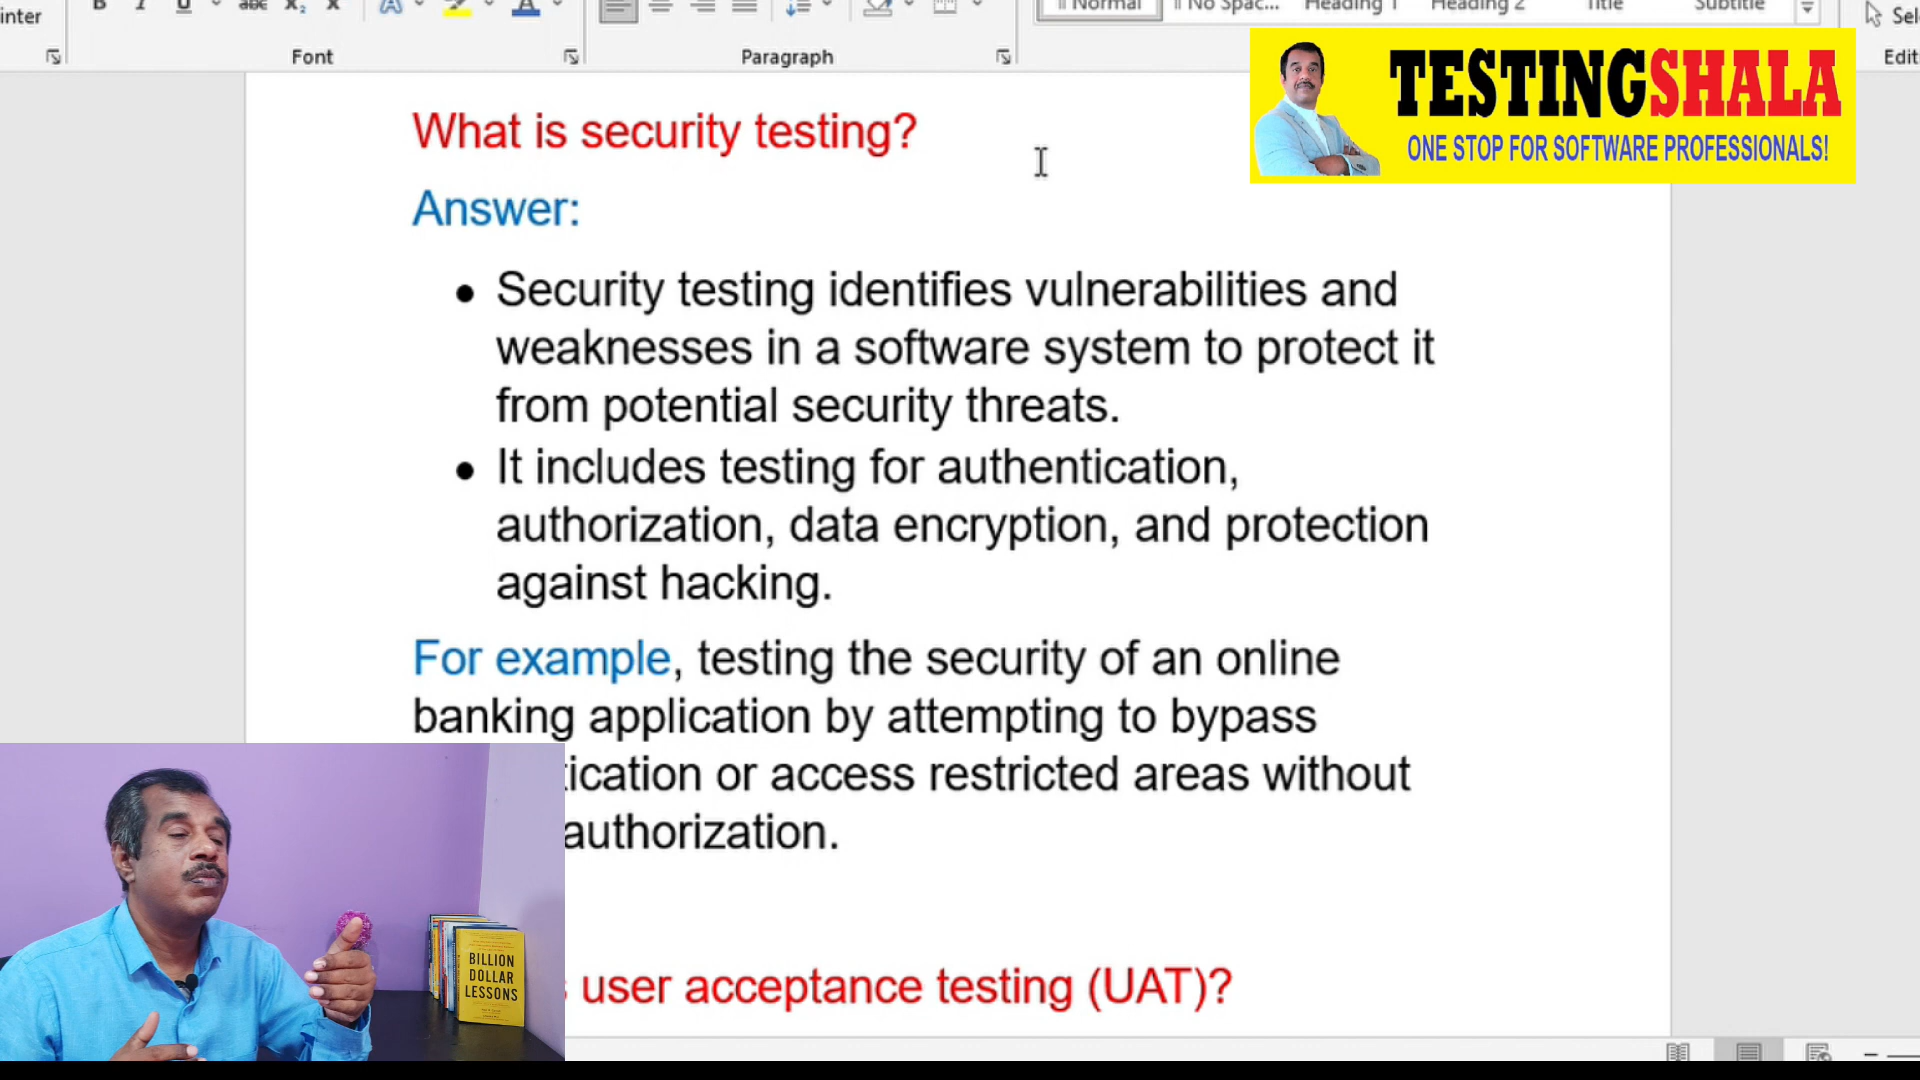 inter
Font
Paragraph
Normal
No Spac...
Heading 1
Heading 2
Title
Subtitle
Sel
Edit
TESTINGSHALA
ONE STOP FOR SOFTWARE PROFESSIONALS!
What is security testing?
Answer:
• Security testing identifies vulnerabilities and
weaknesses in a software system to protect it
from potential security threats.
• It includes testing for authentication,
authorization, data encryption, and protection
against hacking.
For example, testing the security of an online
banking application by attempting to bypass
tication or access restricted areas without
authorization.
BILLION
DOLLAR
LESSONS
s user acceptance testing (UAT)?